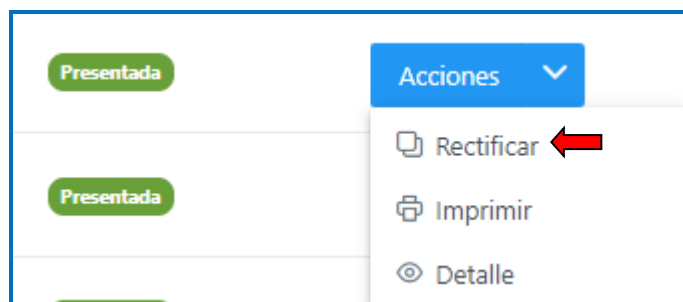 Presentada
Acciones
Rectificar
Presentada
Imprimir
Detalle